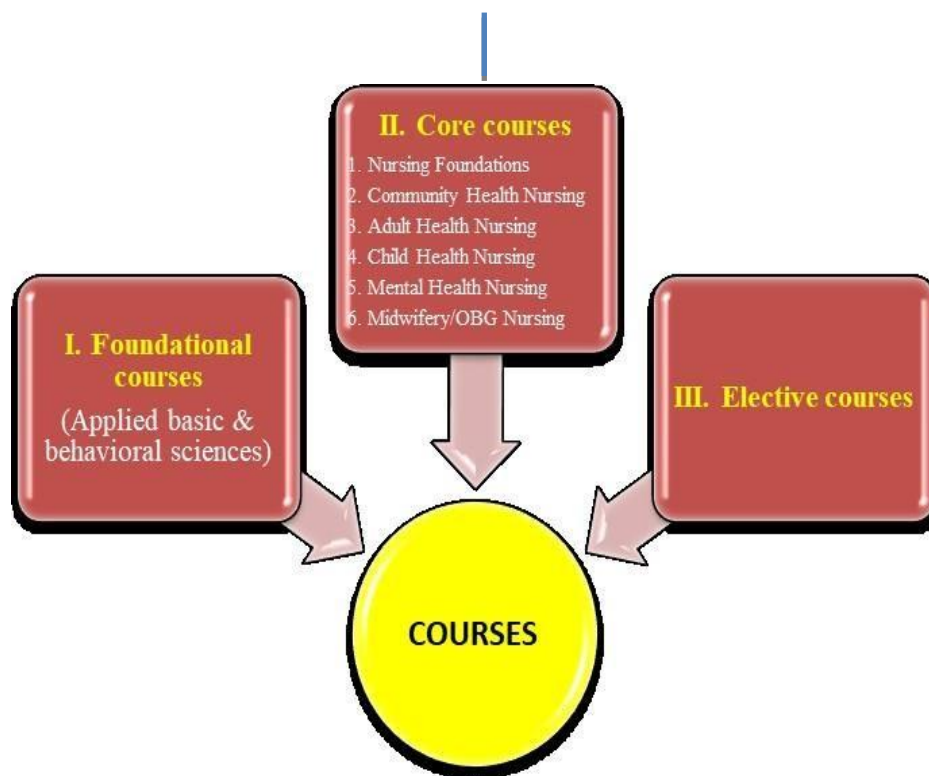 II. Core courses
1. Nursing Foundations
2. Community Health Nursing
3. Adult Health Nursing
4. Child Health Nursing
5. Mental Health Nursing
6. Midwifery/OBG Nursing
I. Foundational
courses
(Applied basic &
behavioral sciences)
III. Elective courses
COURSES